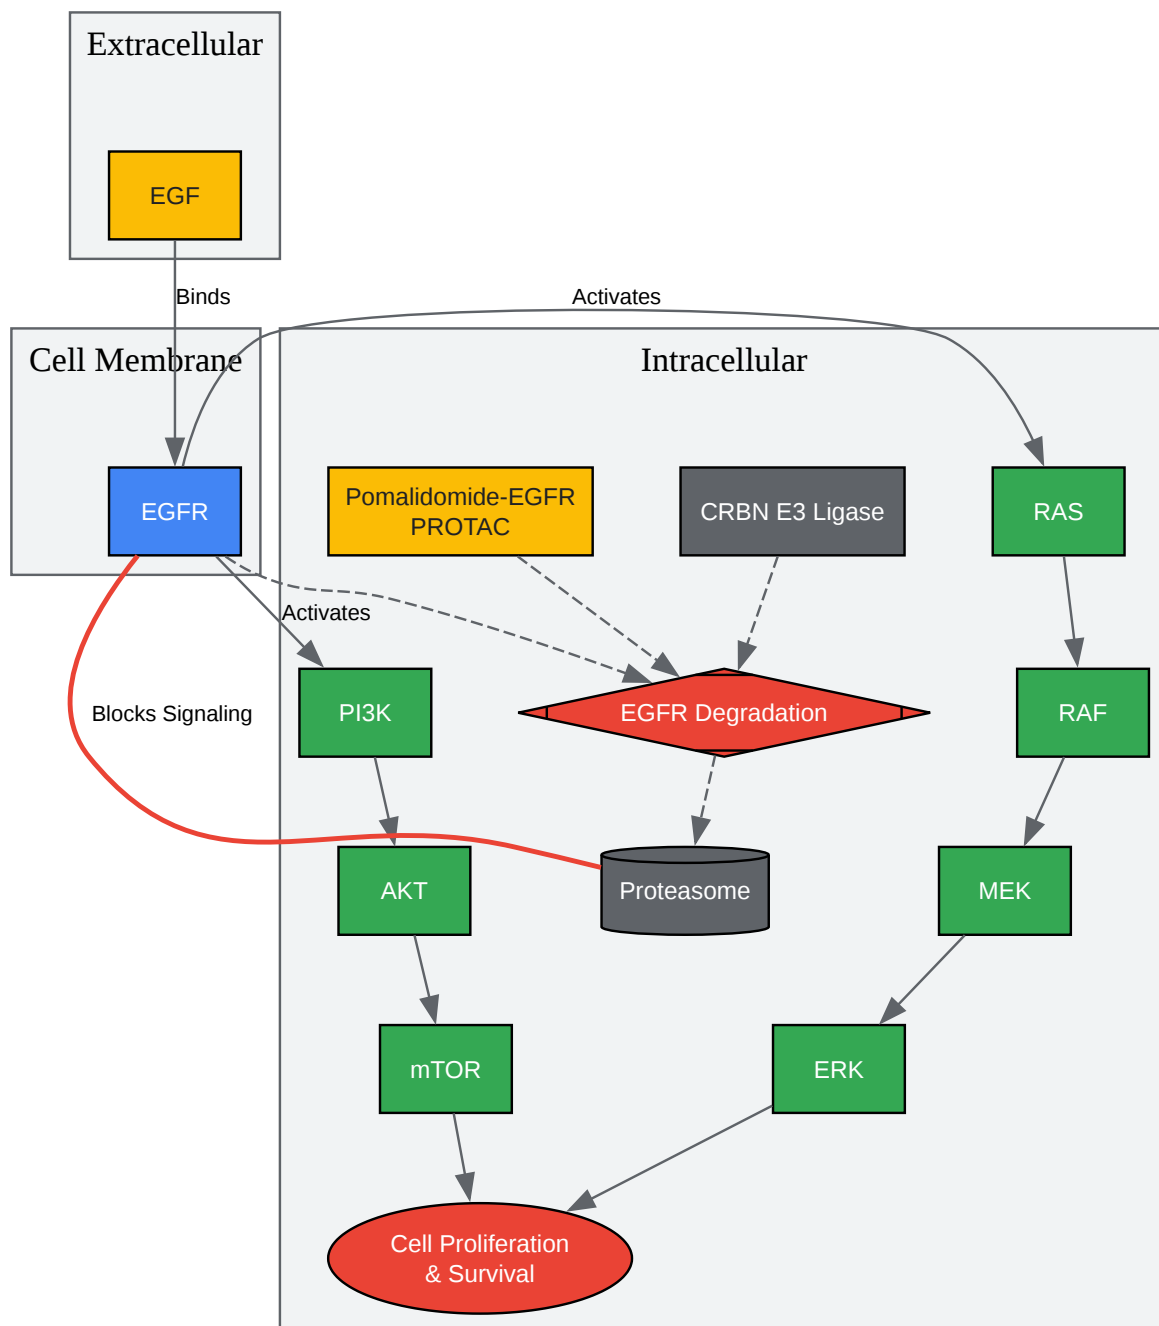 Extracellular
EGF
Binds
Activates
Cell Membrane
Intracellular
EGFR
Pomalidomide-EGFR
PROTAC
CRBN E3 Ligase
RAS
Activates
Blocks Signaling
PI3K
EGFR Degradation
RAF
AKT
Proteasome
MEK
mTOR
ERK
Cell Proliferation
& Survival